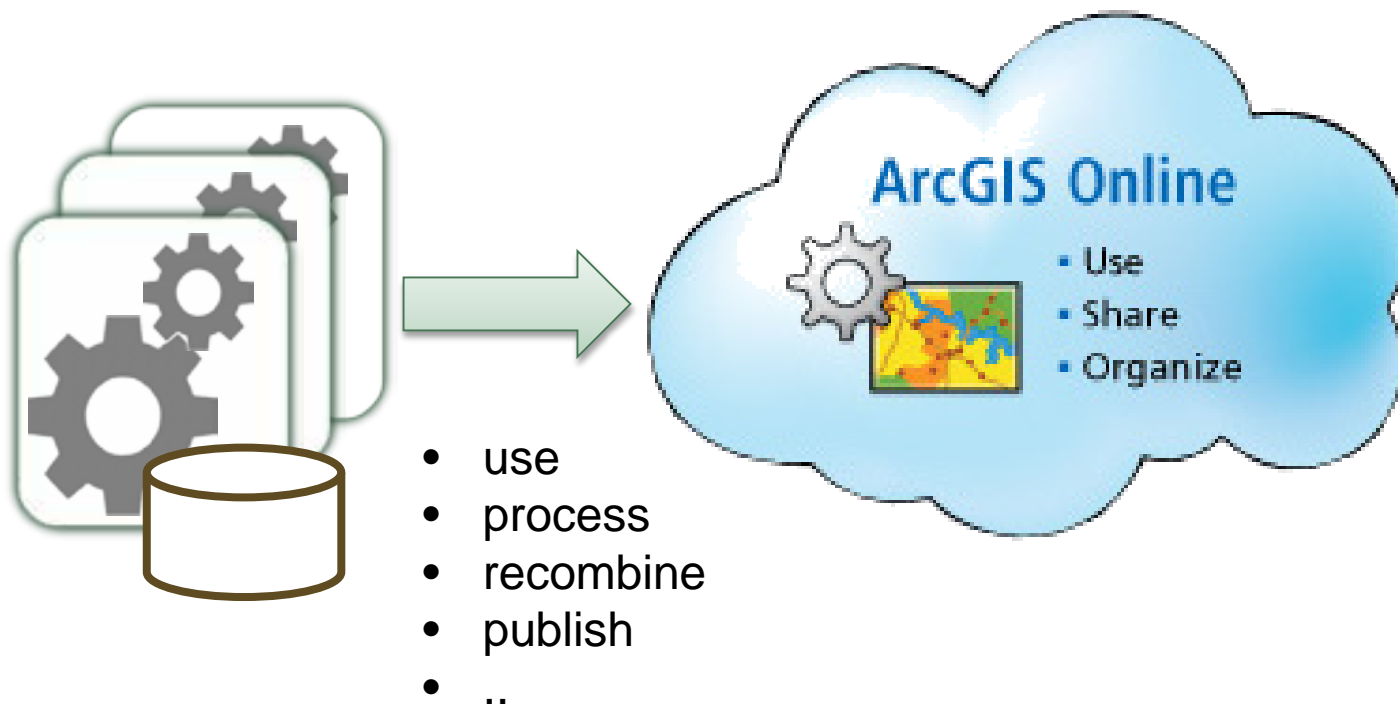 ArcGIS Online
▪ Use
▪ Share
▪ Organize
• use
• process
• recombine
• publish
• ..